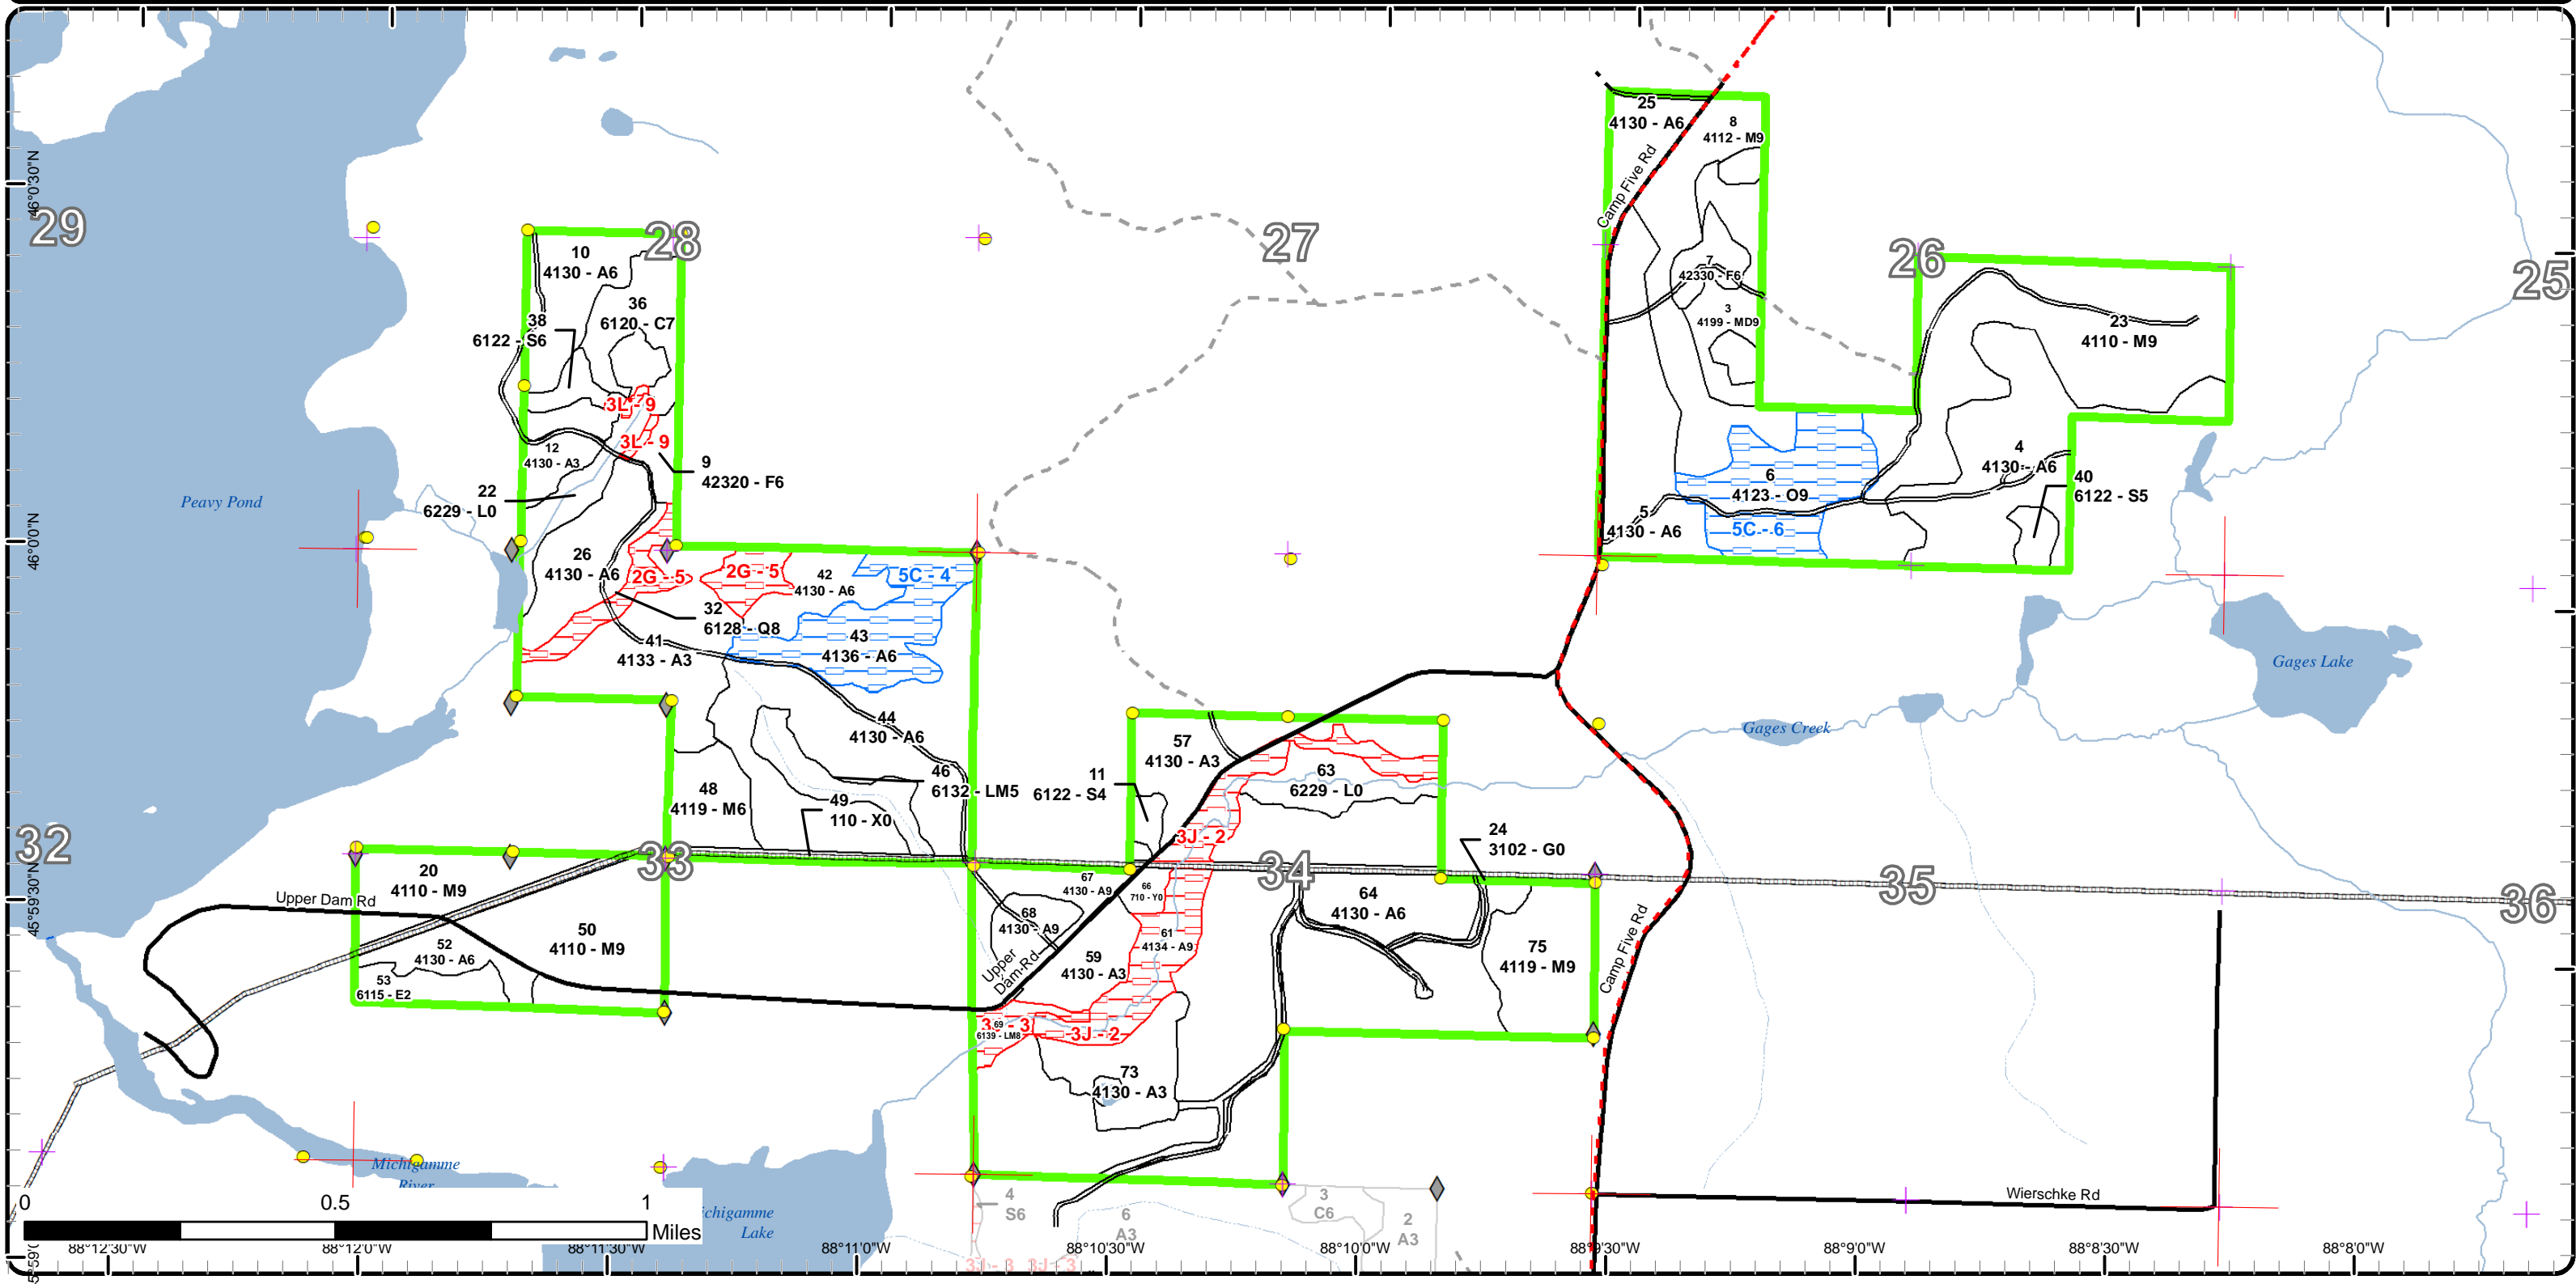 25
4130 - A6
8
4112 - M9
Camp Five Rd
46°0'30"N
29
28
27
26
25
10
4130 - A6
36
6120 - C7
38
6122 - S6
7
42330 - F6
3
4199 - MD9
23
4110 - M9
3L - 9
3L - 9
12
4130 - A3
9
42320 - F6
22
6229 - L0
Peavy Pond
4
4130 - A6
40
6122 - S5
6
4123 - O9
5
4130 - A6
5C - 6
46°0'0"N
26
4130 - A6
2G - 5
2G - 5
42
4130 - A6
5C - 4
32
6128 - Q8
43
4136 - A6
41
4133 - A3
Gages Lake
44
4130 - A6
Gages Creek
57
4130 - A3
63
6229 - L0
46
6132 - LM5
11
6122 - S4
48
4119 - M6
49
110 - X0
3J - 2
24
3102 - G0
32
33
34
35
36
20
4110 - M9
67
4130 - A9
66
710 - Y0
64
4130 - A6
Upper Dam Rd
45°59'30"N
68
4130 - A9
50
4110 - M9
52
4130 - A6
61
4134 - A9
75
4119 - M9
Camp Five Rd
53
6115 - E2
Upper
Dam-Rd
59
4130 - A3
3J - 3
69
6139 - LM8
3J - 2
73
4130 - A3
Michigamme
River
4
S6
6
A3
3
C6
2
A3
Wierschke Rd
0
0.5
1
Miles
Lake
3J - 3
3J - 3
88°12'30"W
88°12'0"W
88°11'30"W
88°11'0"W
88°10'30"W
88°10'0"W
88°9'30"W
88°9'0"W
88°8'30"W
88°8'0"W